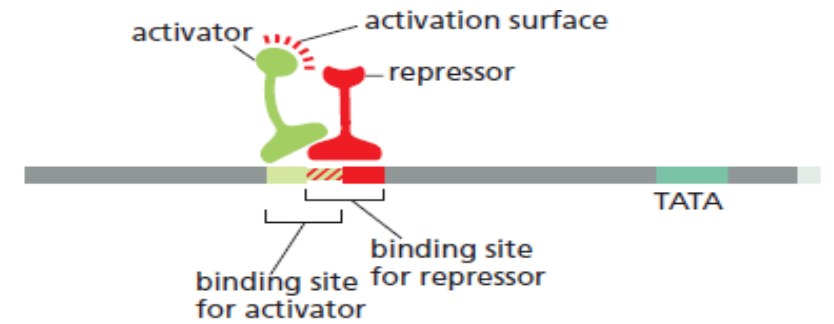 activator
activation surface
repressor
TATA
binding site
for repressor
binding site
for activator